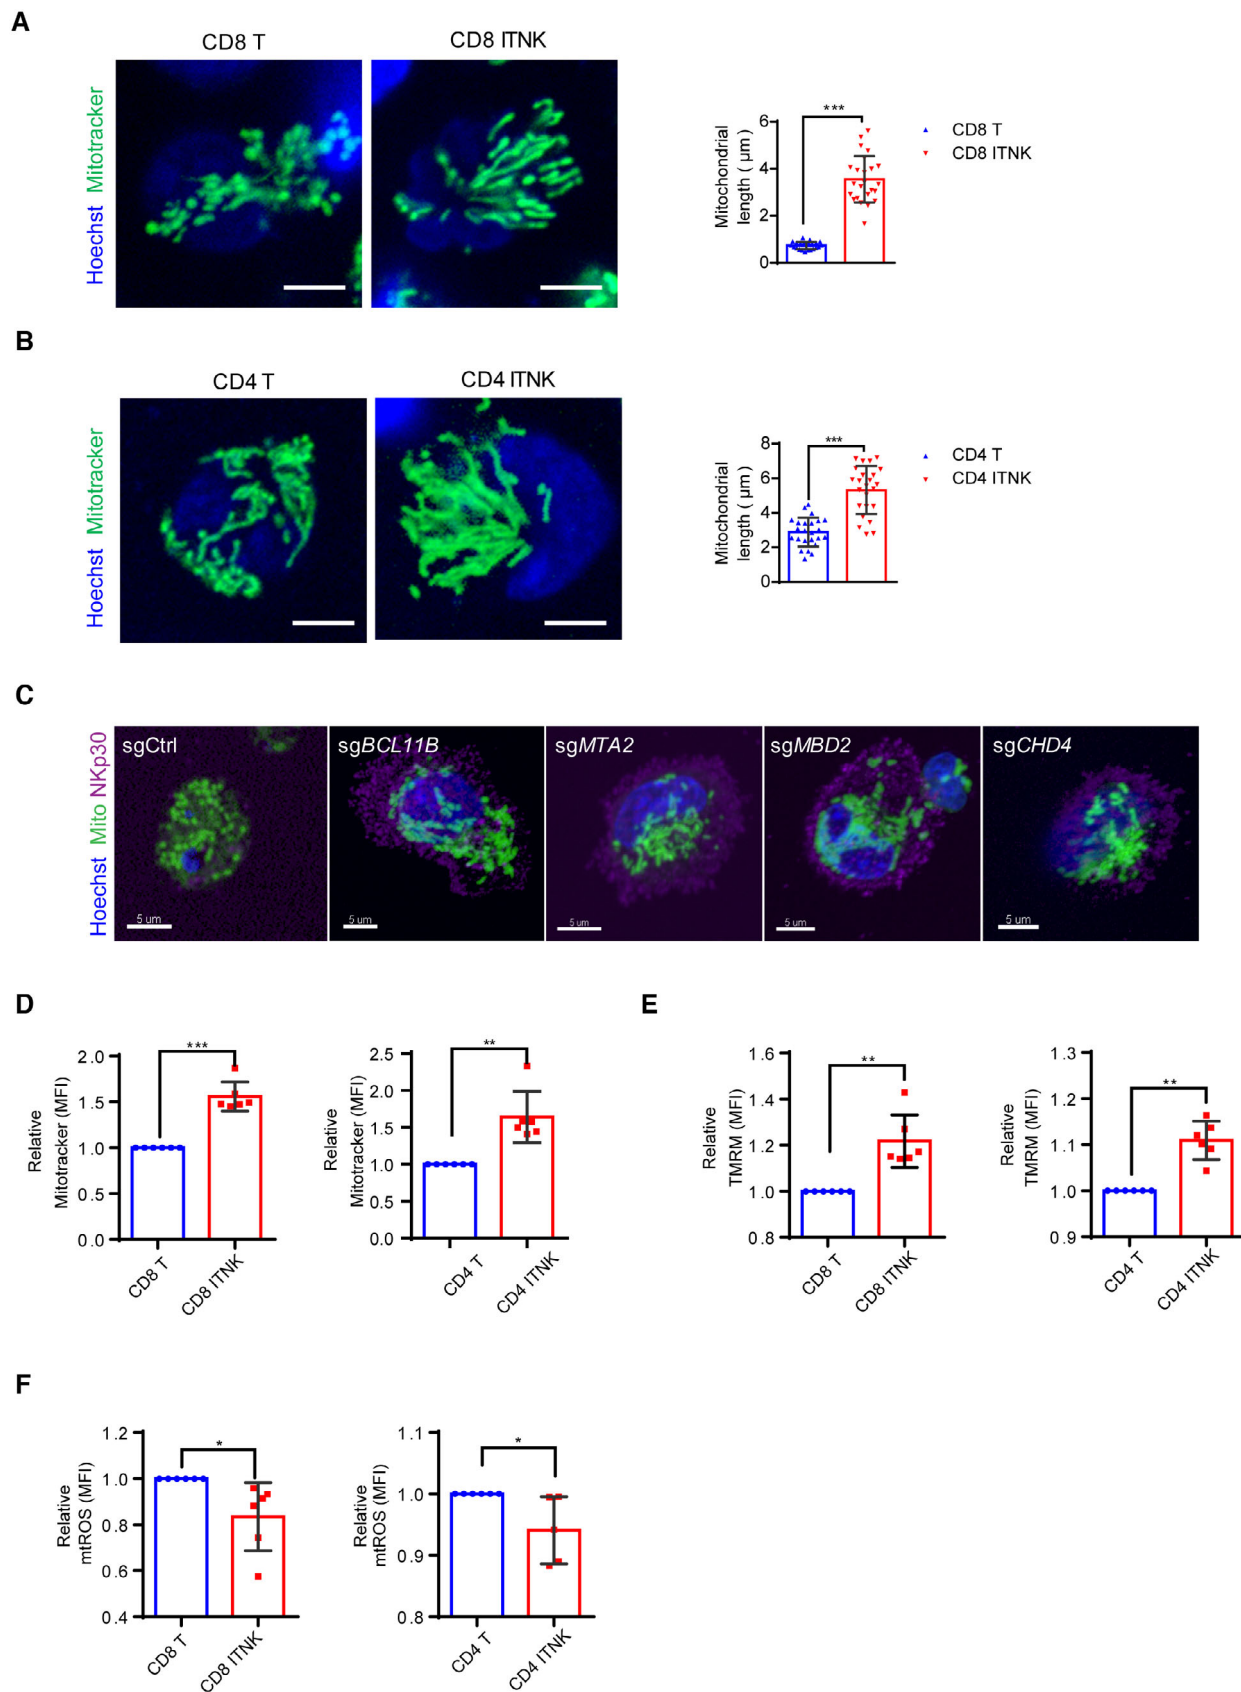 A
CD8 T
CD8 ITNK
Hoechst Mitotracker
Mitochondrial
length ( μm )
6
4
2
0
***
CD8 T
CD8 ITNK
B
CD4 T
CD4 ITNK
Hoechst Mitotracker
Mitochondrial
length ( μm )
8
6
4
2
0
***
CD4 T
CD4 ITNK
C
Hoechst Mito NKp30
sgCtrl
5 um
sgBCL11B
5 um
sgMTA2
5 um
sgMBD2
5 um
sgCHD4
5 um
D
Relative
Mitotracker (MFI)
2.0
1.5
1.0
0.5
0.0
***
CD8 T
CD8 ITNK
Relative
Mitotracker (MFI)
2.5
2.0
1.5
1.0
0.5
0.0
**
CD4 T
CD4 ITNK
E
Relative
TMRM (MFI)
1.6
1.4
1.2
1.0
0.8
**
CD8 T
CD8 ITNK
Relative
TMRM (MFI)
1.3
1.2
1.1
1.0
0.9
**
CD4 T
CD4 ITNK
F
Relative
mtROS (MFI)
1.2
1.0
0.8
0.6
0.4
*
CD8 T
CD8 ITNK
Relative
mtROS (MFI)
1.1
1.0
0.9
0.8
*
CD4 T
CD4 ITNK